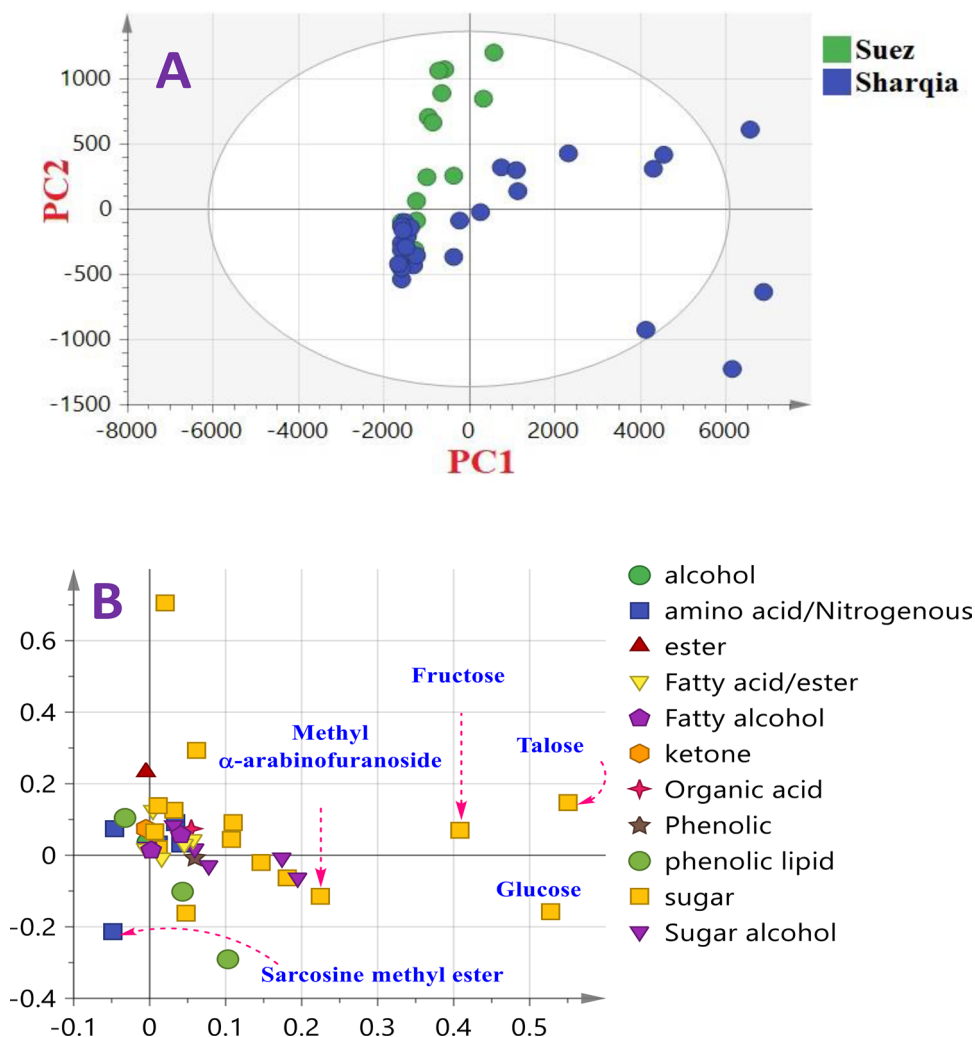 A
Suez
Sharqia
1000
500
0
-500
-1000
-1500
PC2
-8000 -6000 -4000 -2000 0 2000 4000 6000
PC1
B
0.6
0.4
0.2
0
-0.2
-0.4
-0.1 0 0.1 0.2 0.3 0.4 0.5
Fructose
Methyl
α-arabinofuranoside
Talose
Glucose
Sarcosine methyl ester
alcohol
amino acid/Nitrogenous
ester
Fatty acid/ester
Fatty alcohol
ketone
Organic acid
Phenolic
phenolic lipid
sugar
Sugar alcohol